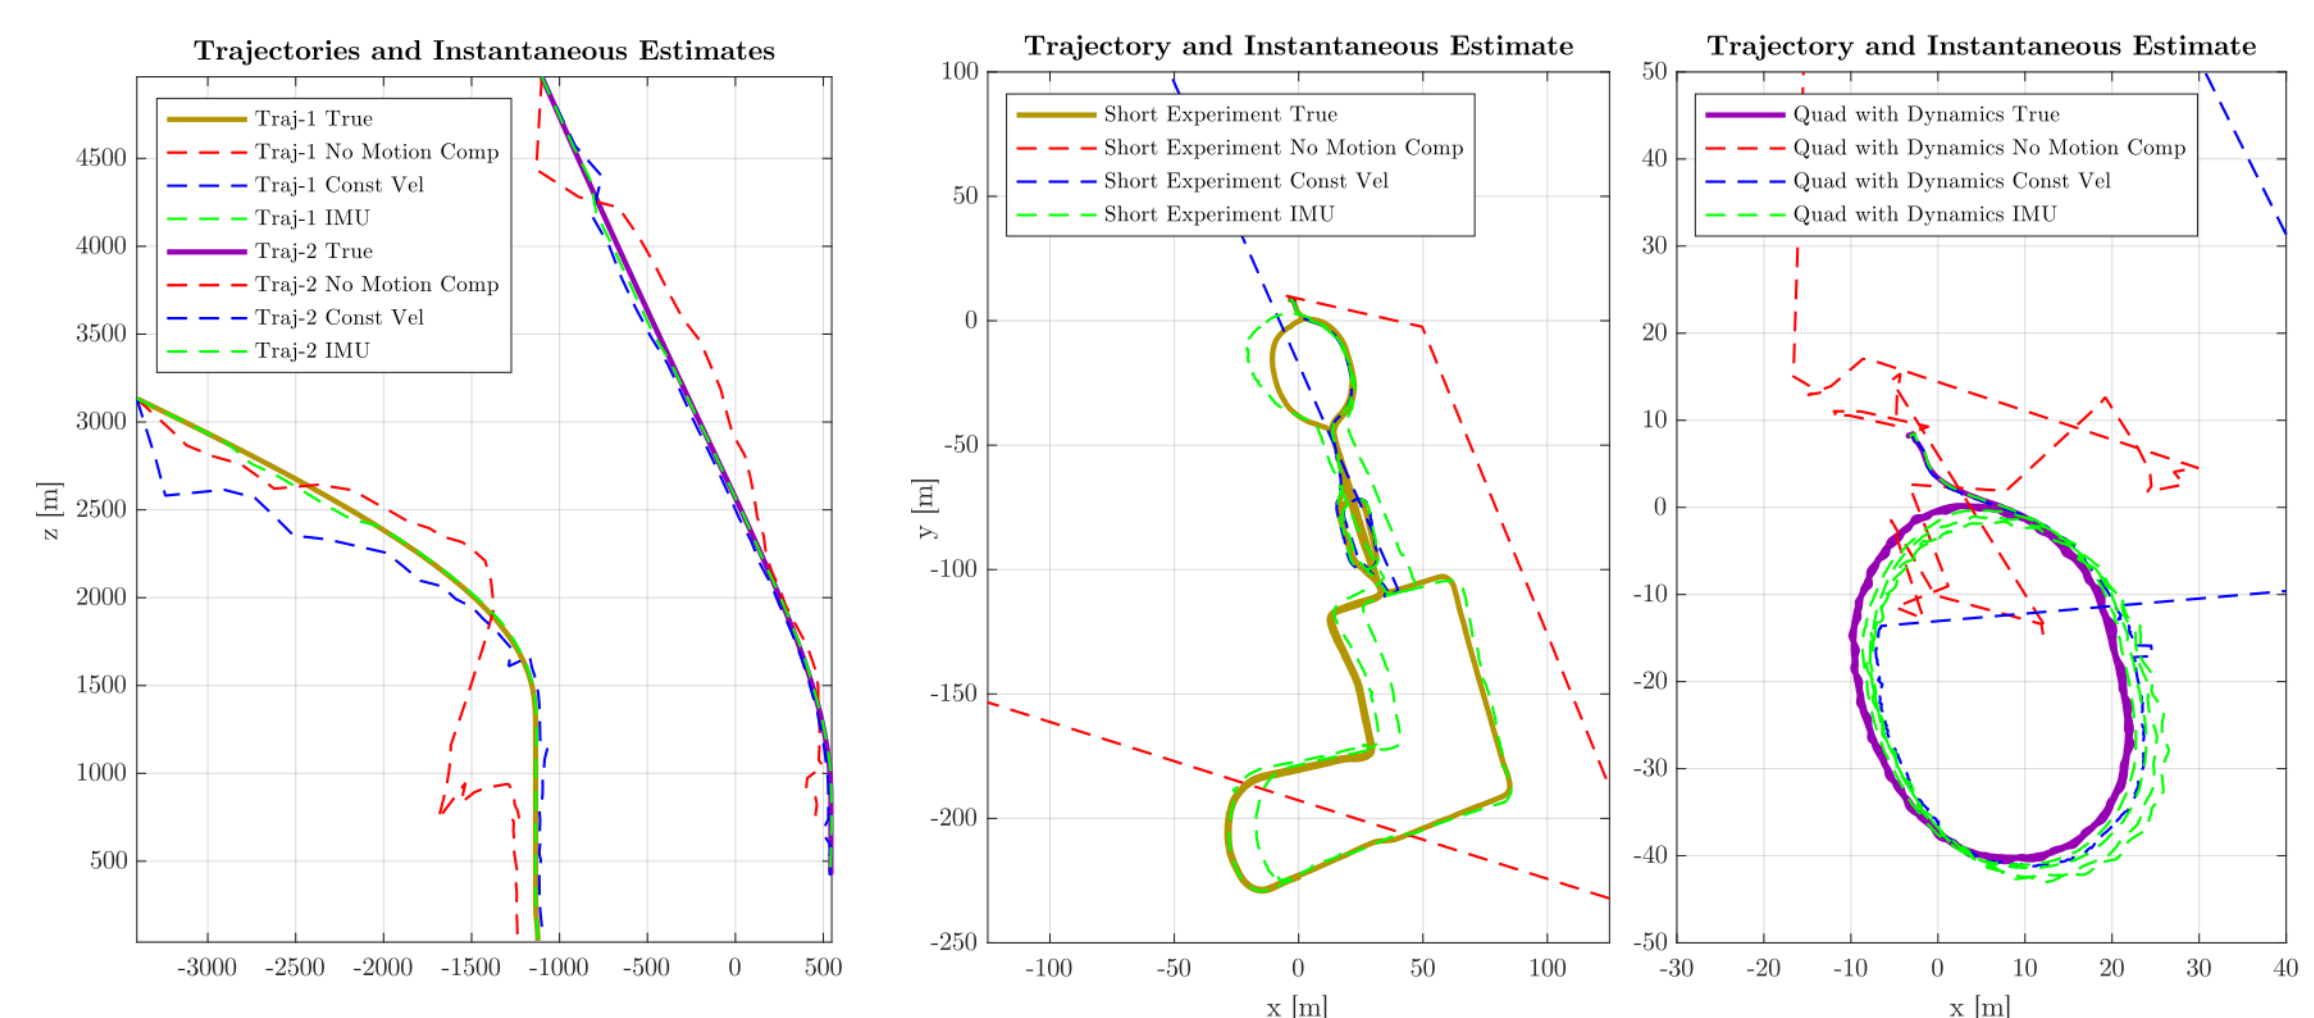 Trajectories and Instantaneous Estimates
Traj-1 True
Traj-1 No Motion Comp
Traj-1 Const Vel
Traj-1 IMU
Traj-2 True
Traj-2 No Motion Comp
Traj-2 Const Vel
Traj-2 IMU
4500
4000
3500
3000
2500
2000
1500
1000
500
z [m]
-3000 -2500 -2000 -1500 -1000 -500 0 500
Trajectory and Instantaneous Estimate
Short Experiment True
Short Experiment No Motion Comp
Short Experiment Const Vel
Short Experiment IMU
100
50
0
-50
-100
-150
-200
-250
y [m]
-100 -50 0 50 100
x [m]
Trajectory and Instantaneous Estimate
Quad with Dynamics True
Quad with Dynamics No Motion Comp
Quad with Dynamics Const Vel
Quad with Dynamics IMU
50
40
30
20
10
0
-10
-20
-30
-40
-50
-30 -20 -10 0 10 20 30 40
x [m]